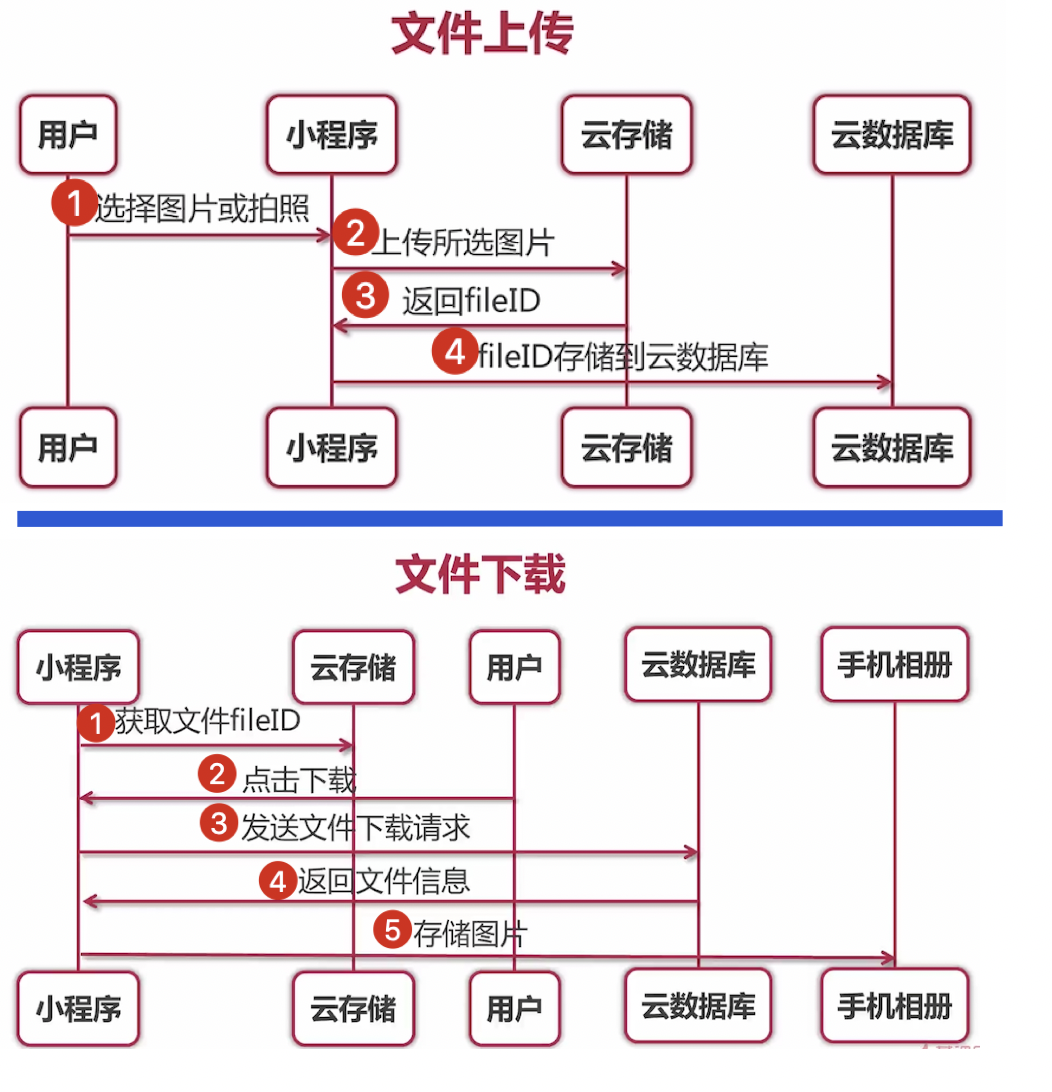 文件上传
用户
小程序
云存储
云数据库
1 选择图片或拍照
2 上传所选图片
3 返回fileID
4 fileID存储到云数据库
用户
小程序
云存储
云数据库
文件下载
小程序
云存储
用户
云数据库
手机相册
1 获取文件fileID
2 点击下载
3 发送文件下载请求
4 返回文件信息
5 存储图片
小程序
云存储
用户
云数据库
手机相册